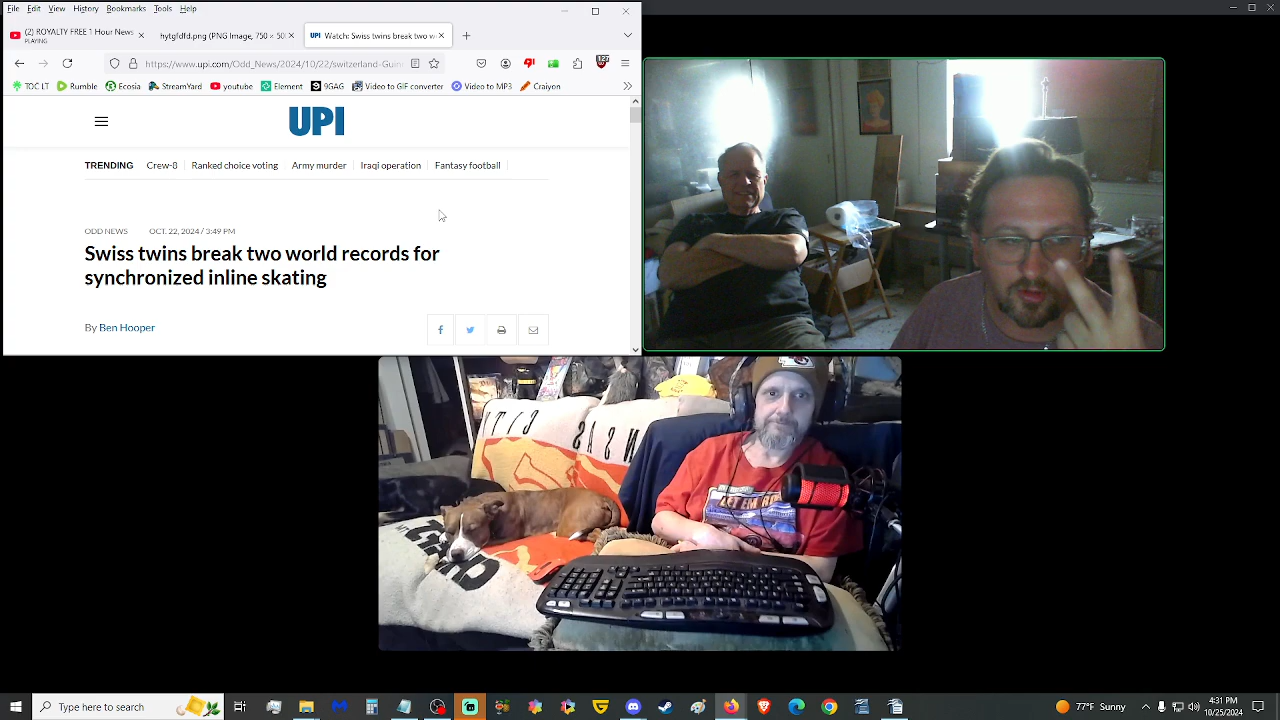 File Edit View History Bookmarks Tools Help
(2) ROYALTY FREE 1 Hour News
PLAYING
hytgfdfd.png (PNG Image, 750 × 50
UPI Watch: Swiss twins break two w
https://www.upi.com/Odd_News/2024/10/22/switzerland-Guin
127
TOC LT Rumble Ecosia StreamYard youtube Element 9GAG Video to GIF converter Video to MP3 Craiyon
UPI
TRENDING Crew-8 Ranked choice voting Army murder Iraqi operation Fantasy football
ODD NEWS OCT. 22, 2024 / 3:49 PM
Swiss twins break two world records for
synchronized inline skating
By Ben Hooper
Type here to search
77°F Sunny
4:31 PM
10/25/2024